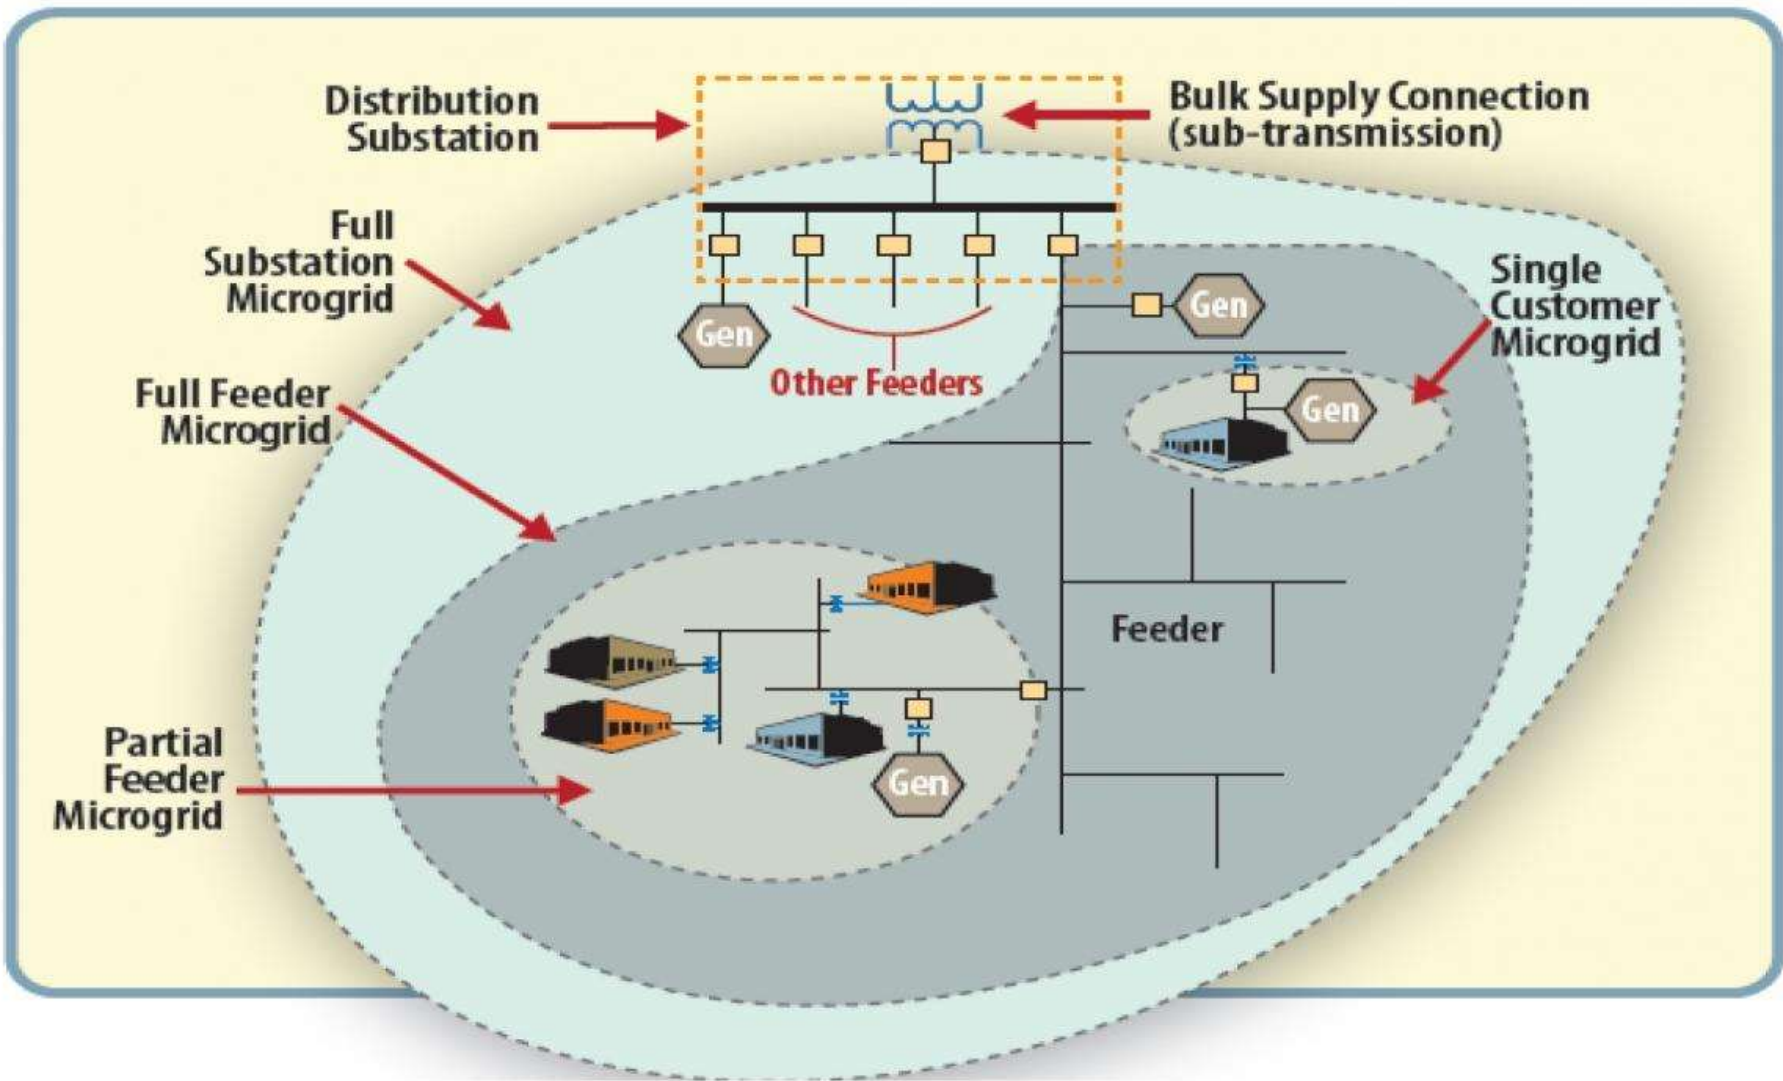 Distribution
Substation
Bulk Supply Connection
(sub-transmission)
Full
Substation
Microgrid
Single
Customer
Microgrid
Gen
Gen
Other Feeders
Full Feeder
Microgrid
Gen
Feeder
Partial
Feeder
Microgrid
Gen